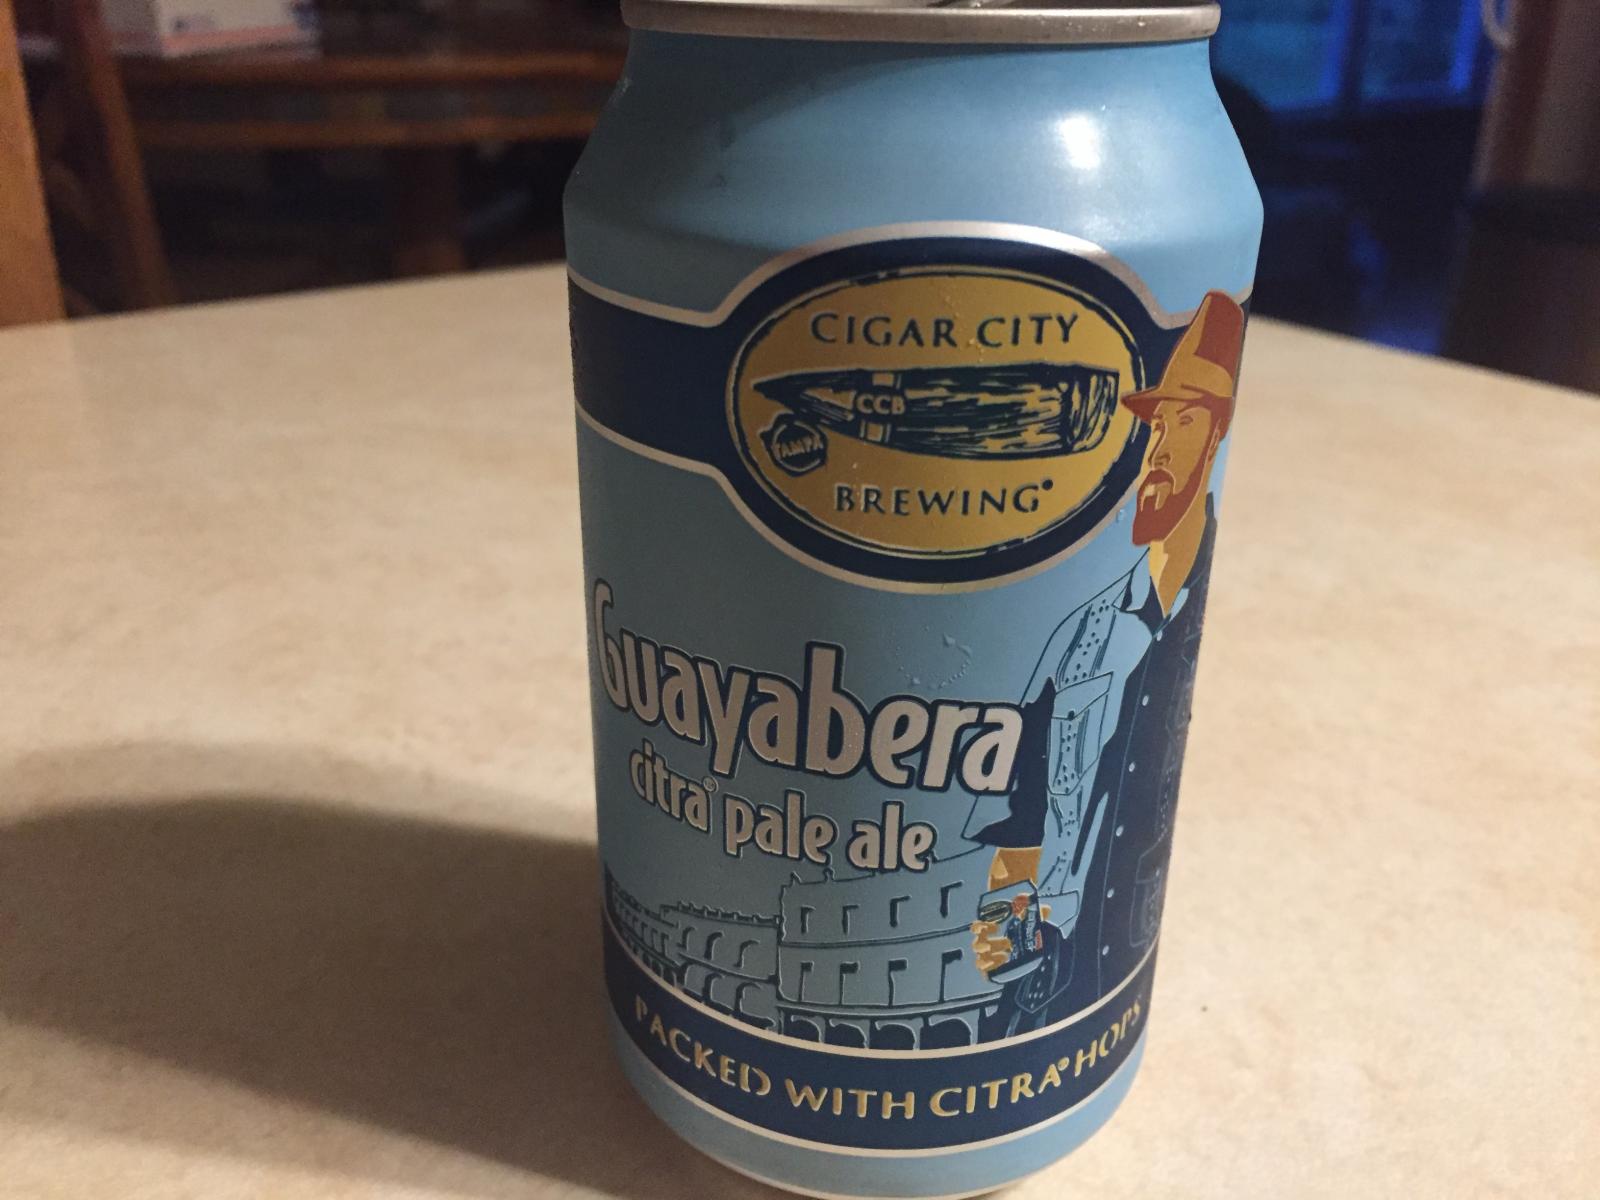 CIGAR CITY
CCB
TAMPA
BREWING®
Guayabera
citra® pale ale
PACKED WITH CITRA® HOPS